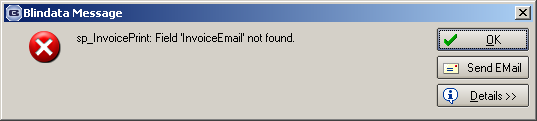 Blindata Message
sp_InvoicePrint: Field 'InvoiceEmail' not found.
OK
Send EMail
Details >>